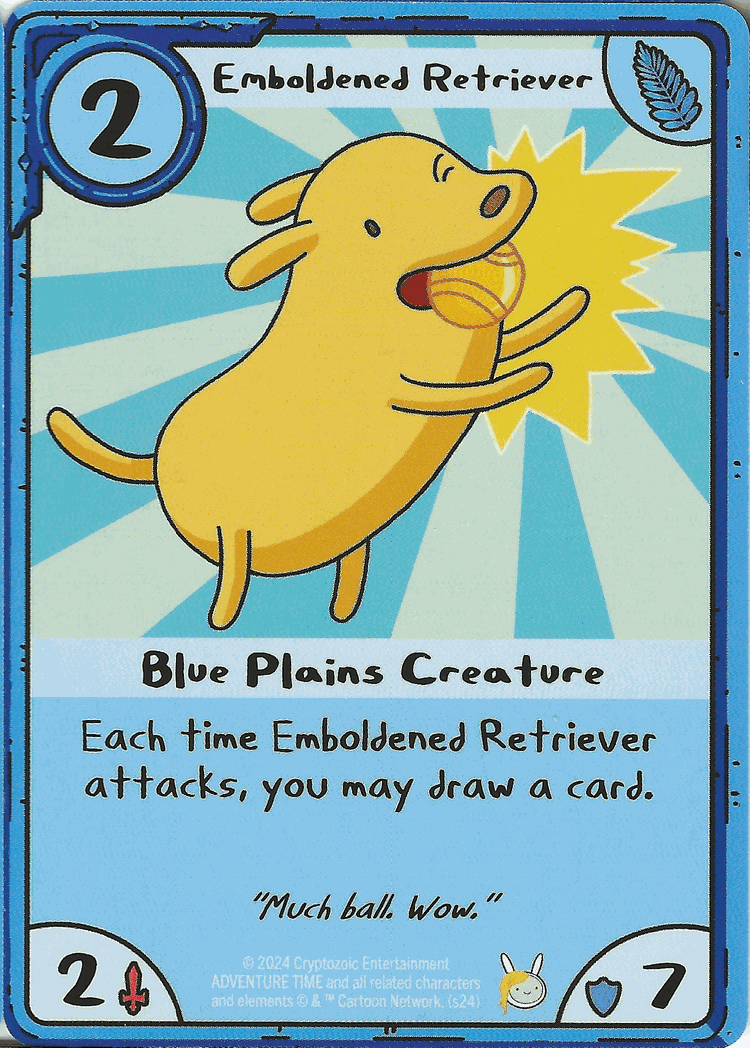 2
Emboldened Retriever
Blue Plains Creature
Each time Emboldened Retriever
attacks, you may draw a card.
"Much ball. Wow."
2
© 2024 Cryptozoic Entertainment
ADVENTURE TIME and all related characters
and elements © & ™ Cartoon Network. (s24)
7